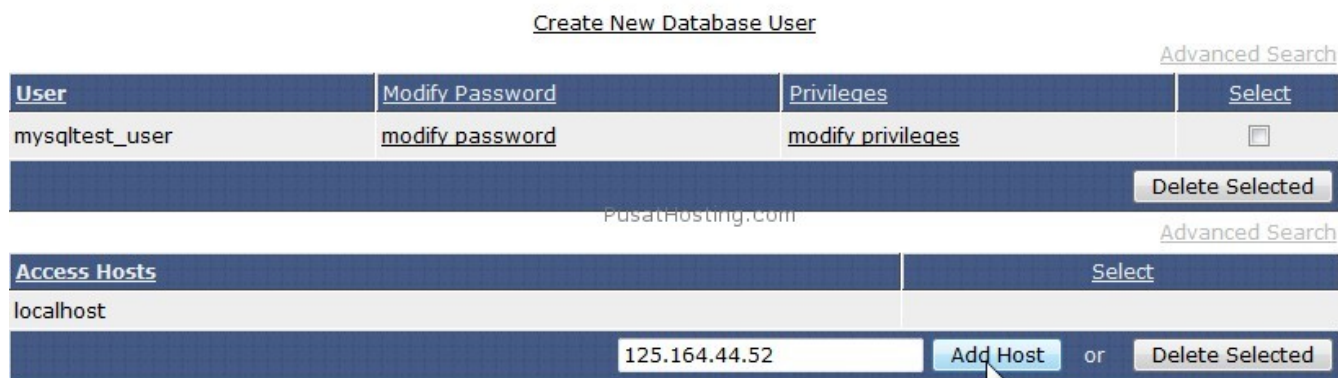 Create New Database User
Advanced Search
User Modify Password Privileges Select
mysqltest_user modify password modify privileges
Delete Selected
PusatHosting.com
Advanced Search
Access Hosts Select
localhost
125.164.44.52 Add Host or Delete Selected